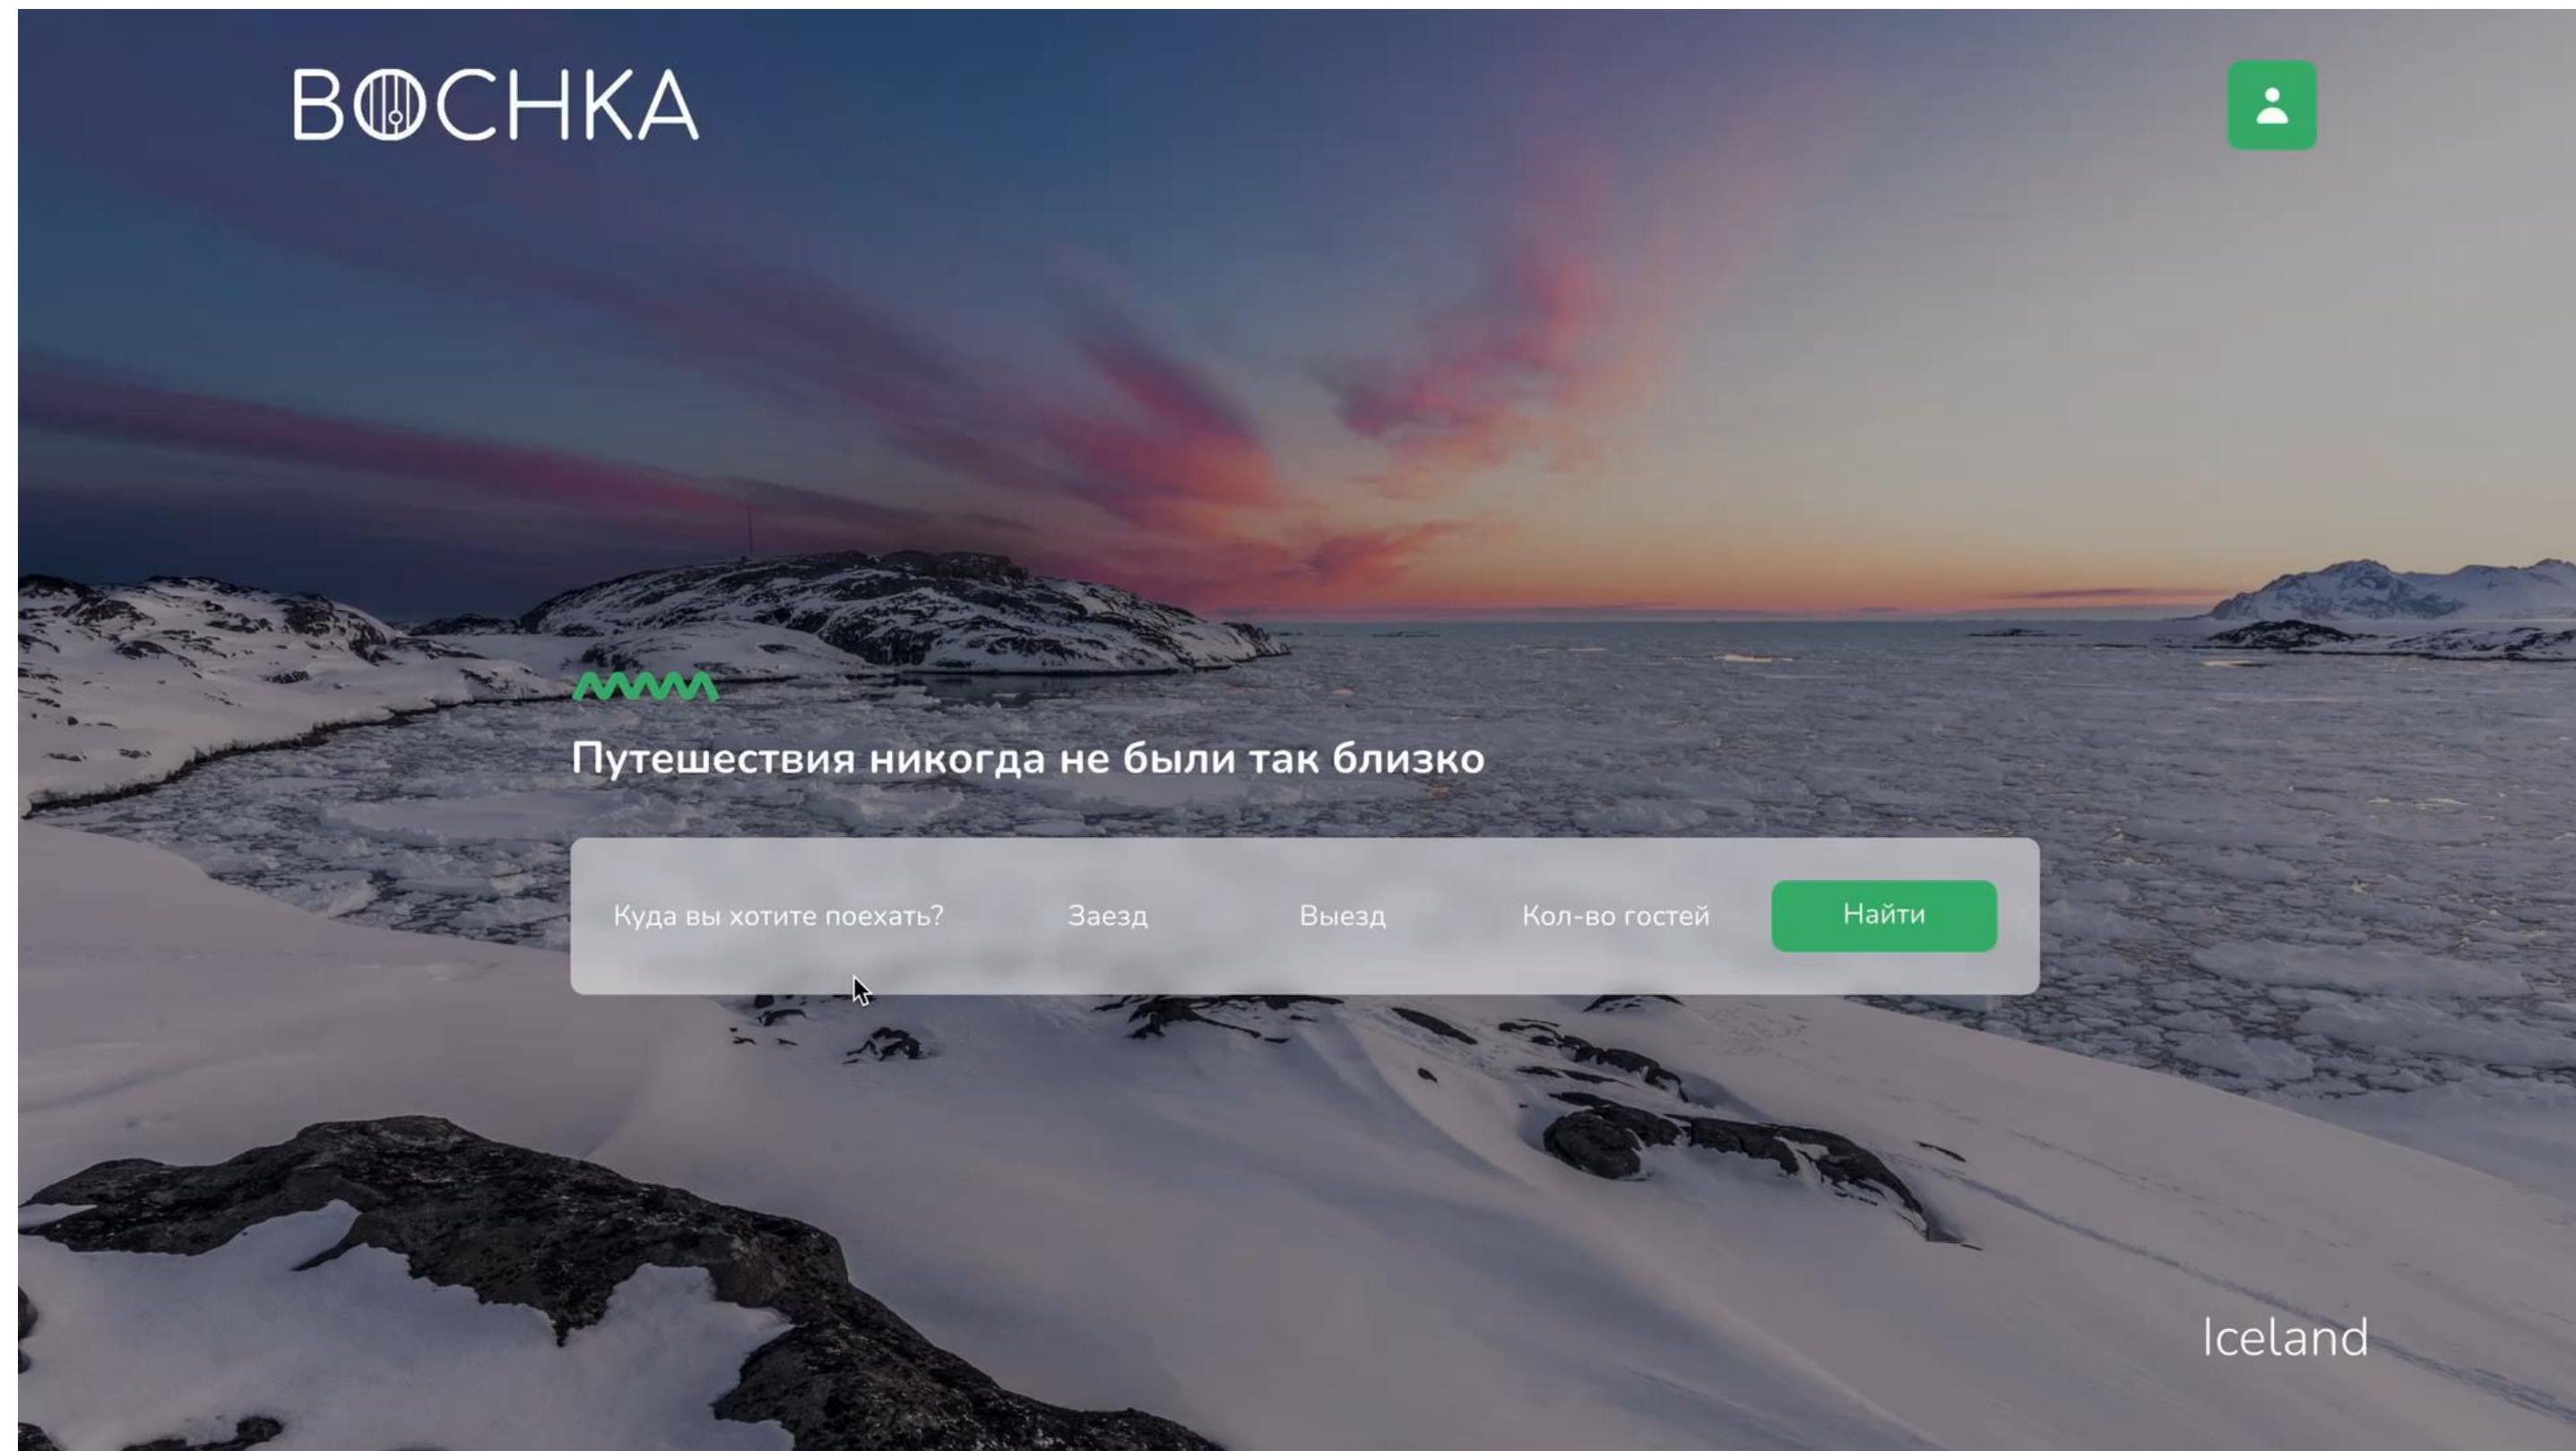 BOCHKA
Путешествия никогда не были так близко
Куда вы хотите поехать? Заезд Выезд Кол-во гостей Найти
Iceland